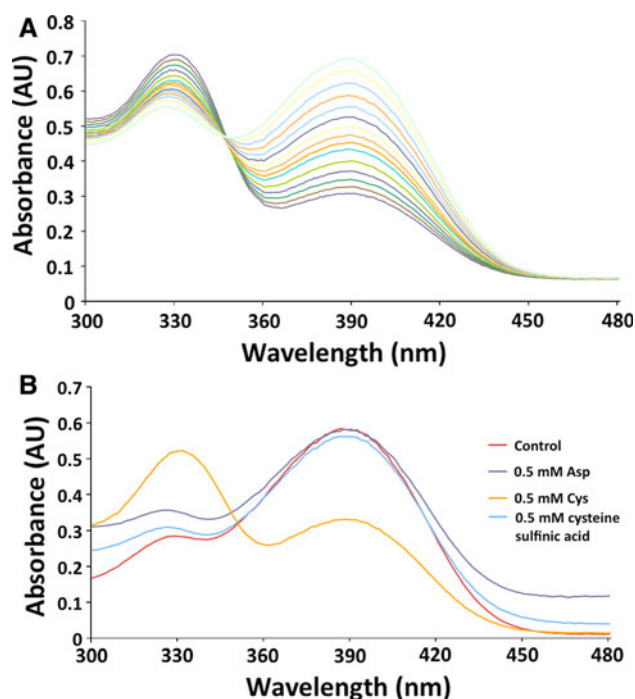 A
0.8
0.7
0.6
0.5
0.4
0.3
0.2
0.1
0
Absorbance (AU)
300 330 360 390 420 450 480
Wavelength (nm)
B
0.7
0.6
0.5
0.4
0.3
0.2
0.1
0
Absorbance (AU)
Control
0.5 mM Asp
0.5 mM Cys
0.5 mM cysteine
sulfinic acid
300 330 360 390 420 450 480
Wavelength (nm)